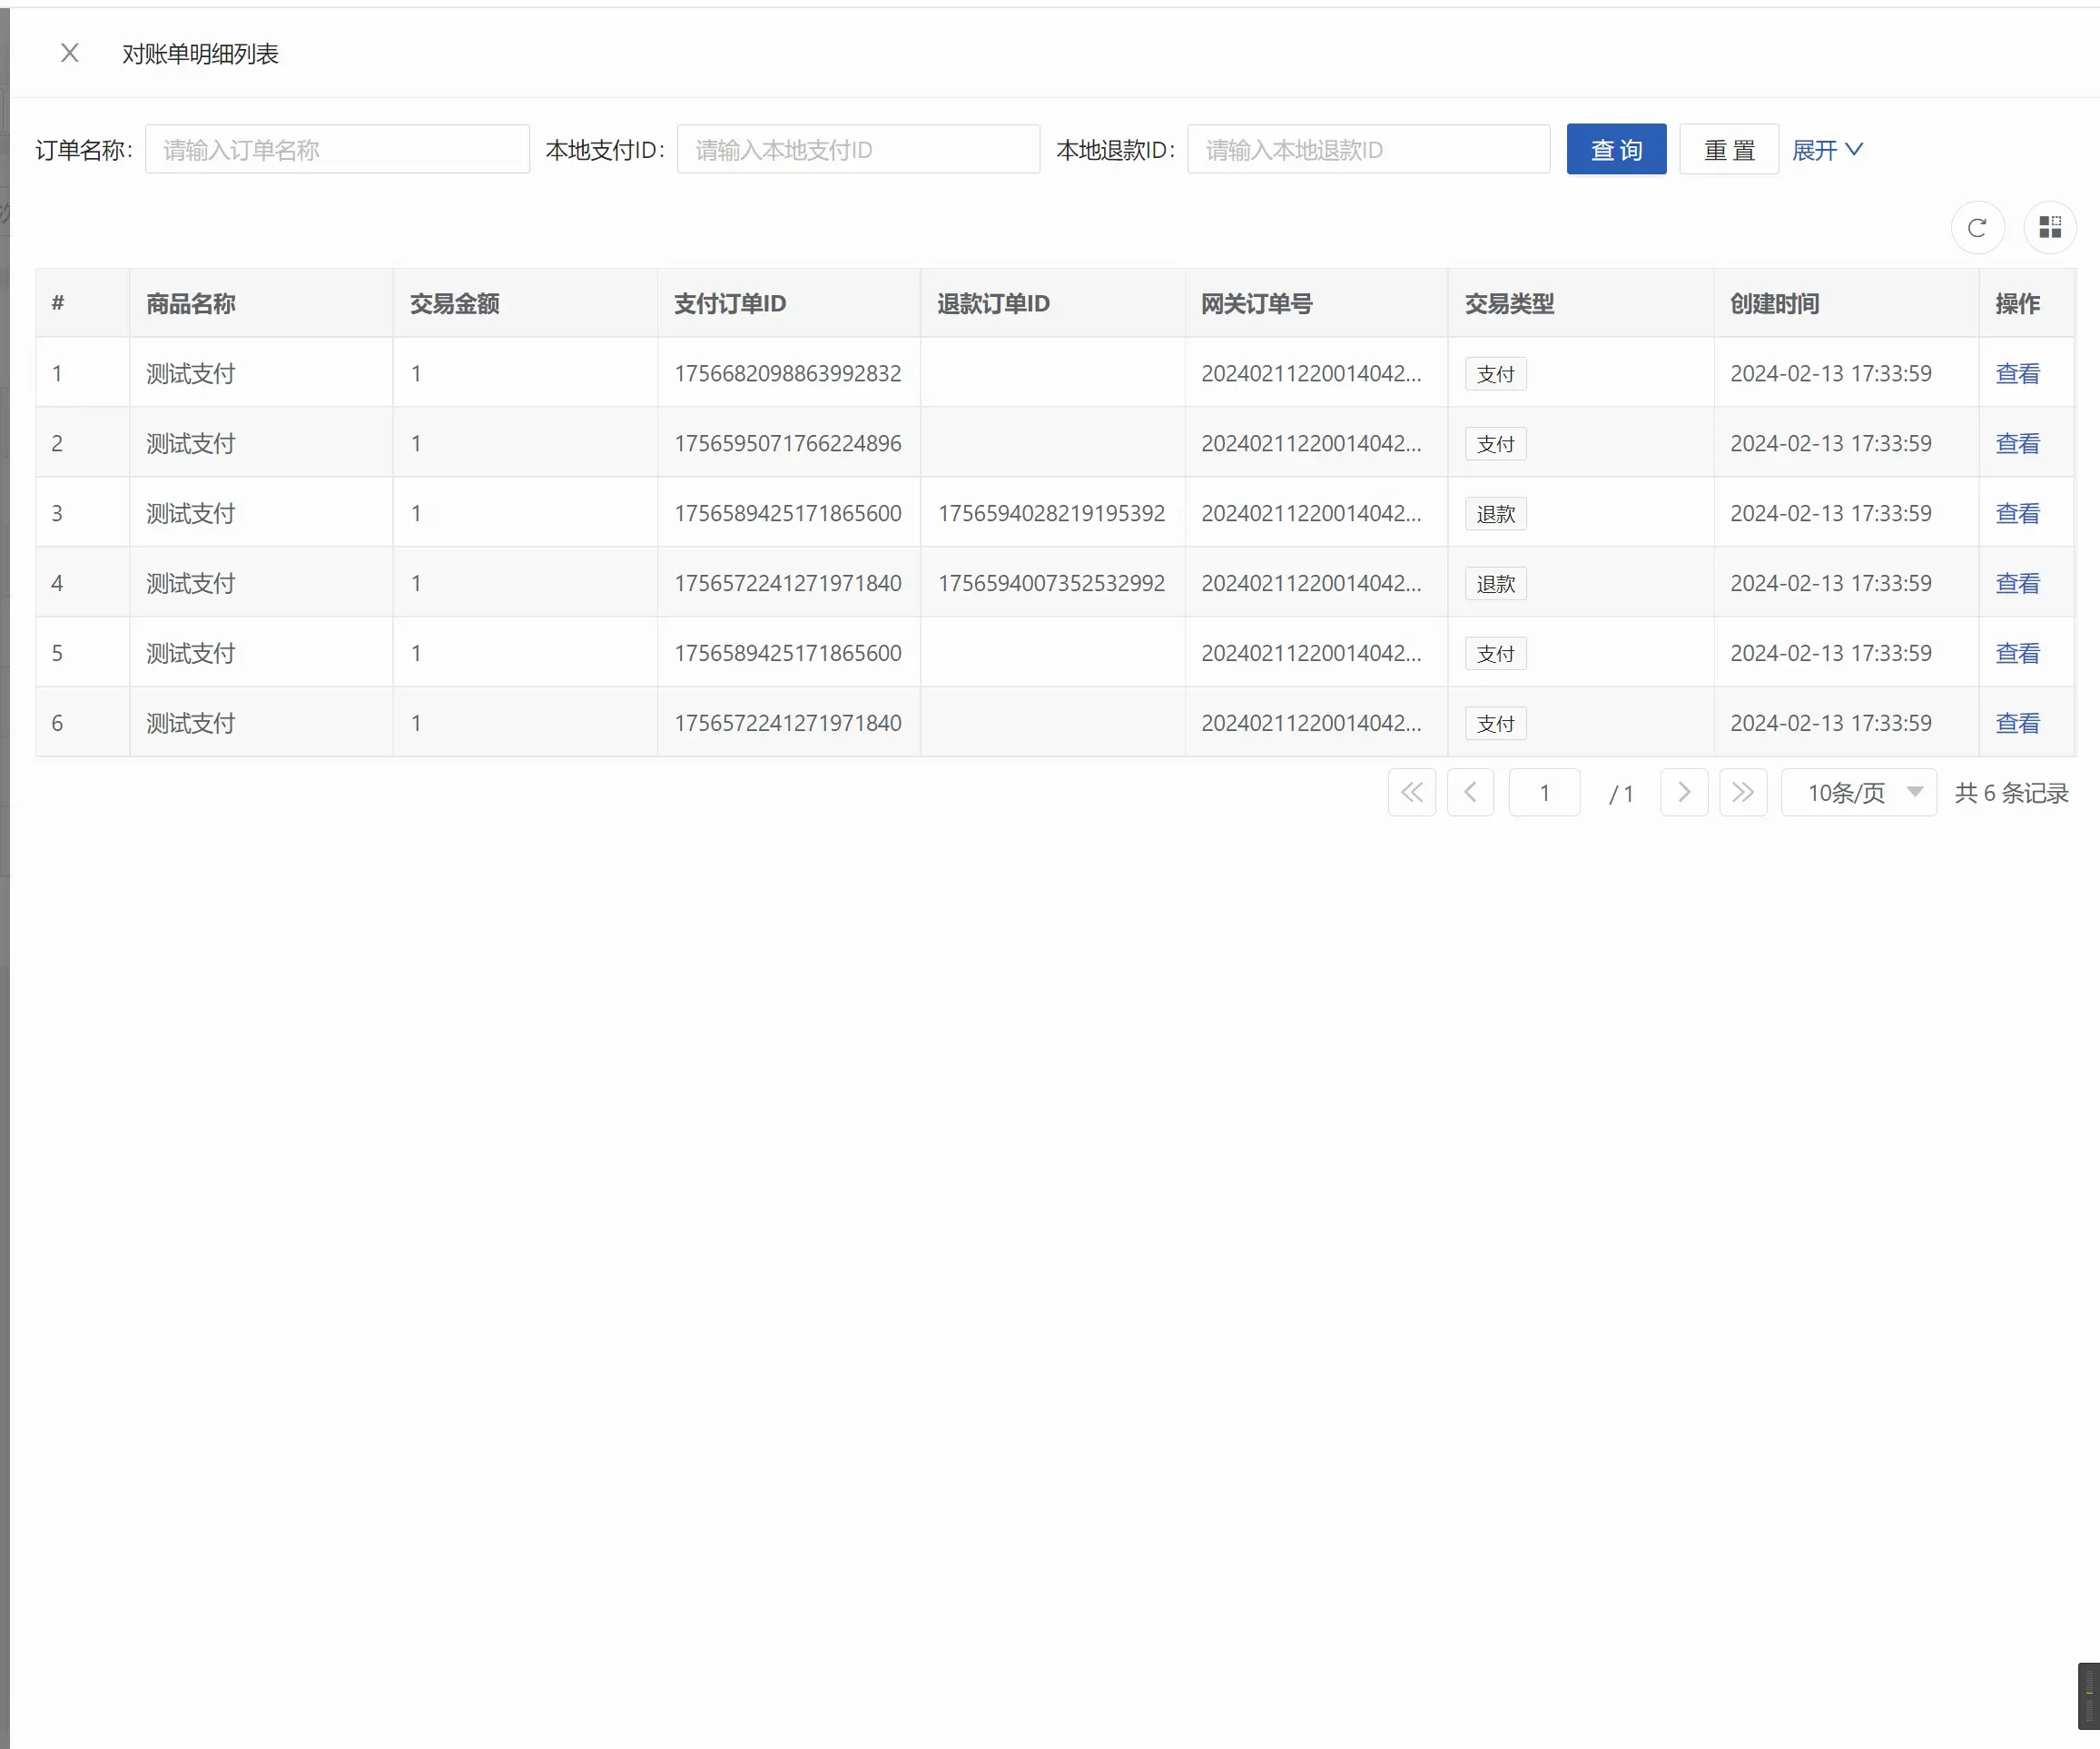 对账单明细列表
订单名称: 请输入订单名称 本地支付ID: 请输入本地支付ID 本地退款ID: 请输入本地退款ID 查 询 重 置 展开
# 商品名称 交易金额 支付订单ID 退款订单ID 网关订单号 交易类型 创建时间 操作
1 测试支付 1 1756682098863992832 20240211220014042... 支付 2024-02-13 17:33:59 查看
2 测试支付 1 1756595071766224896 20240211220014042... 支付 2024-02-13 17:33:59 查看
3 测试支付 1 1756589425171865600 1756594028219195392 20240211220014042... 退款 2024-02-13 17:33:59 查看
4 测试支付 1 1756572241271971840 1756594007352532992 20240211220014042... 退款 2024-02-13 17:33:59 查看
5 测试支付 1 1756589425171865600 20240211220014042... 支付 2024-02-13 17:33:59 查看
6 测试支付 1 1756572241271971840 20240211220014042... 支付 2024-02-13 17:33:59 查看
1 / 1 10条/页 共 6 条记录